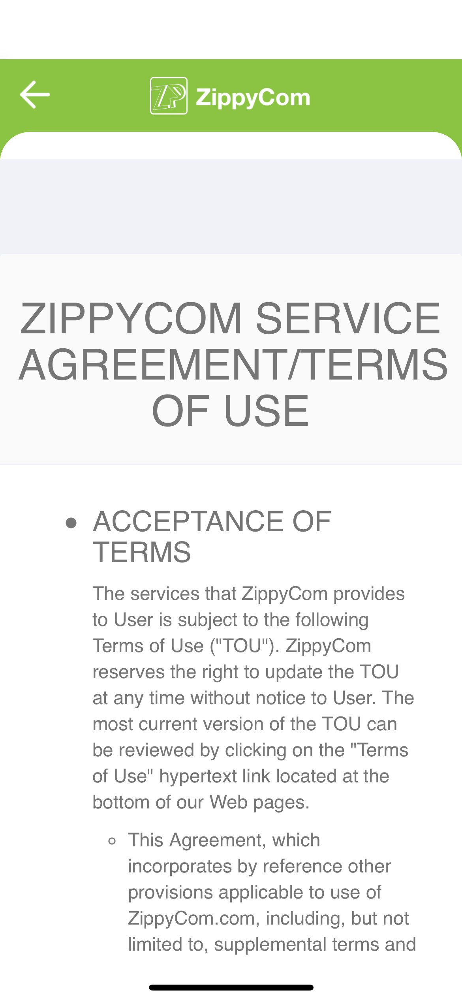 ZP ZippyCom
ZIPPYCOM SERVICE
AGREEMENT/TERMS
OF USE
• ACCEPTANCE OF
TERMS
The services that ZippyCom provides
to User is subject to the following
Terms of Use ("TOU"). ZippyCom
reserves the right to update the TOU
at any time without notice to User. The
most current version of the TOU can
be reviewed by clicking on the "Terms
of Use" hypertext link located at the
bottom of our Web pages.
◦ This Agreement, which
incorporates by reference other
provisions applicable to use of
ZippyCom.com, including, but not
limited to, supplemental terms and